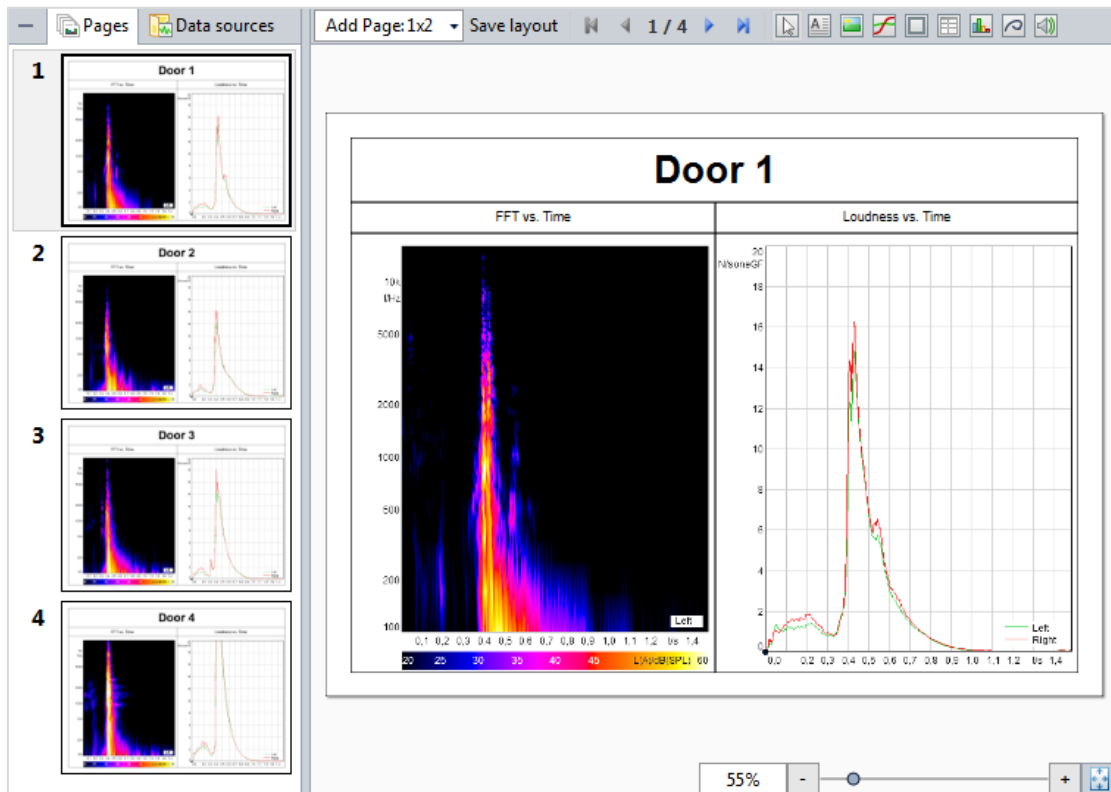 Pages
Data sources
Add Page:1x2
Save layout
1 / 4
1
Door 1
2
Door 2
3
Door 3
4
Door 4
Door 1
FFT vs. Time
Loudness vs. Time
10k
f/Hz
5000
2000
1000
500
200
100
Left
0,1 0,2 0,3 0,4 0,5 0,6 0,7 0,8 0,9 1,0 1,1 1,2 t/s 1,4
20 25 30 35 40 45 L(A)/dB(SPL) 60
20
N/soneGF
18
16
14
12
10
8
6
4
2
0
Left
Right
0,0 0,2 0,3 0,4 0,5 0,6 0,7 0,8 0,9 1,0 1,1 1,2 t/s 1,4
55%